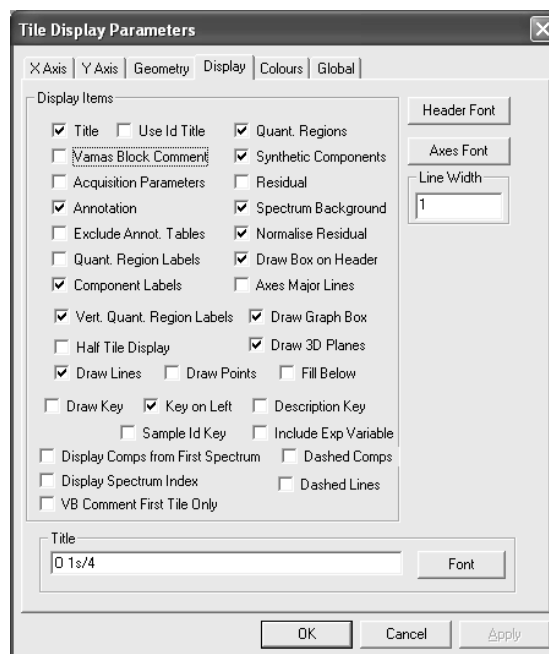 Tile Display Parameters
X Axis Y Axis Geometry Display Colours Global
Display Items
Header Font
Title Use Id Title Quant. Regions
Vamas Block Comment Synthetic Components Axes Font
Acquisition Parameters Residual Line Width
Annotation Spectrum Background 1
Exclude Annot. Tables Normalise Residual
Quant. Region Labels Draw Box on Header
Component Labels Axes Major Lines
Vert. Quant. Region Labels Draw Graph Box
Half Tile Display Draw 3D Planes
Draw Lines Draw Points Fill Below
Draw Key Key on Left Description Key
Sample Id Key Include Exp Variable
Display Comps from First Spectrum Dashed Comps
Display Spectrum Index Dashed Lines
VB Comment First Tile Only
Title
O 1s/4 Font
OK Cancel Apply